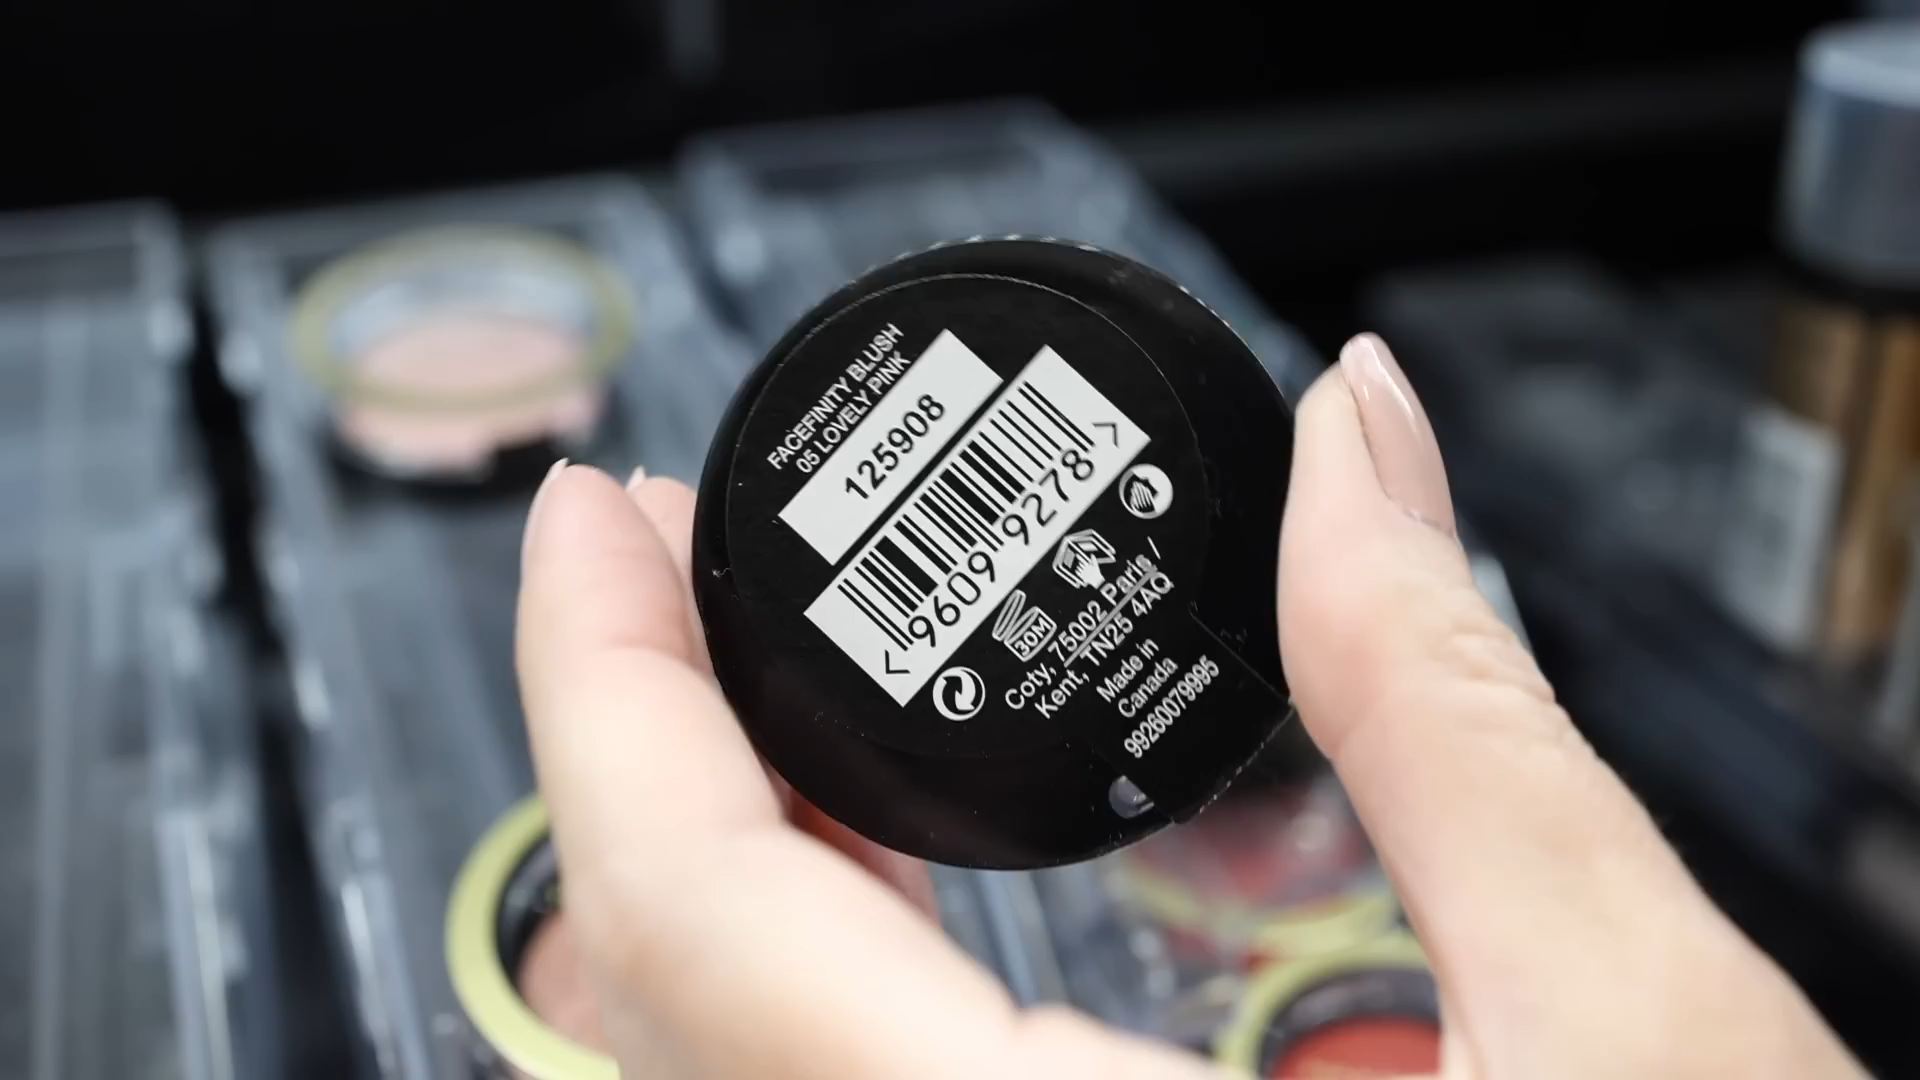 FACEFINITY BLUSH
05 LOVELY PINK
125908
< 9609 9278 >
30M
Coty, 75002 Paris /
Kent, TN25 4AQ
Made in
Canada
99260079995